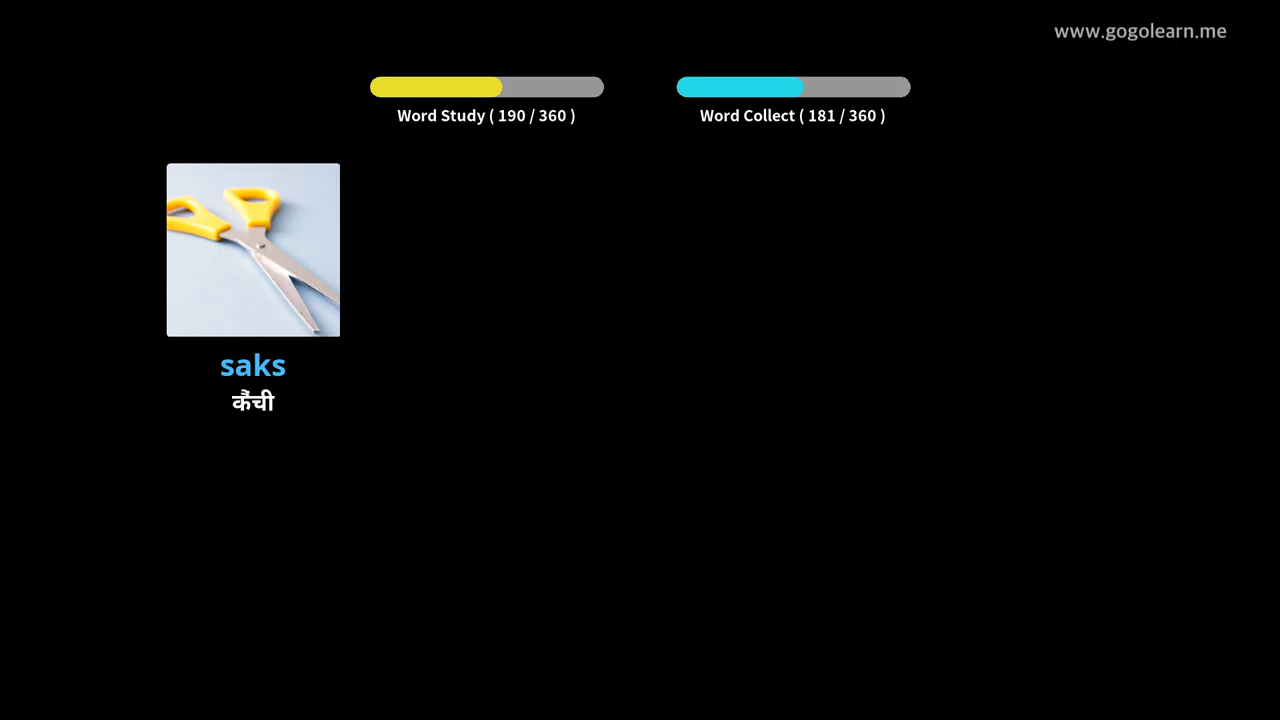 www.gogolearn.me
Word Study ( 190 / 360 )
Word Collect ( 181 / 360 )
saks
कैंची